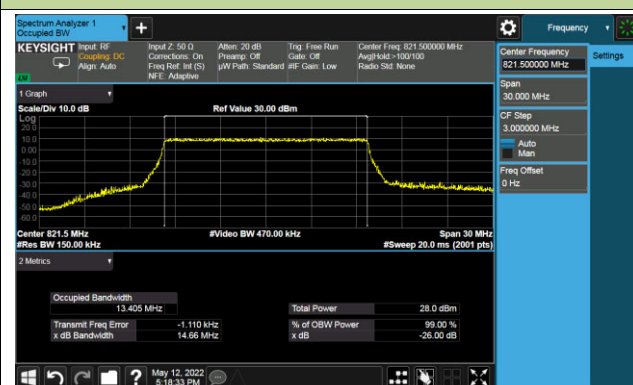 Spectrum Analyzer 1
Occupied BW
Frequency
KEYSIGHT
Input: RF
Coupling: DC
Align: Auto
Input Z: 50 Ω
Corrections: On
Freq Ref: Int (S)
NFE: Adaptive
Atten: 20 dB
Preamp: Off
µW Path: Standard
Trig: Free Run
Gate: Off
#IF Gain: Low
Center Freq: 821.500000 MHz
Avg|Hold:>100/100
Radio Std: None
Center Frequency
821.500000 MHz
Settings
Span
30.000 MHz
CF Step
3.000000 MHz
Auto
Man
Freq Offset
0 Hz
1 Graph
Scale/Div 10.0 dB
Ref Value 30.00 dBm
Log
20.0
10.0
0.00
-10.0
-20.0
-30.0
-40.0
-50.0
-60.0
Center 821.5 MHz
#Video BW 470.00 kHz
Span 30 MHz
#Res BW 150.00 kHz
#Sweep 20.0 ms (2001 pts)
2 Metrics
Occupied Bandwidth
13.405 MHz
Total Power
28.0 dBm
Transmit Freq Error
-1.110 kHz
% of OBW Power
99.00 %
x dB Bandwidth
14.66 MHz
x dB
-26.00 dB
?
May 12, 2022
5:18:33 PM